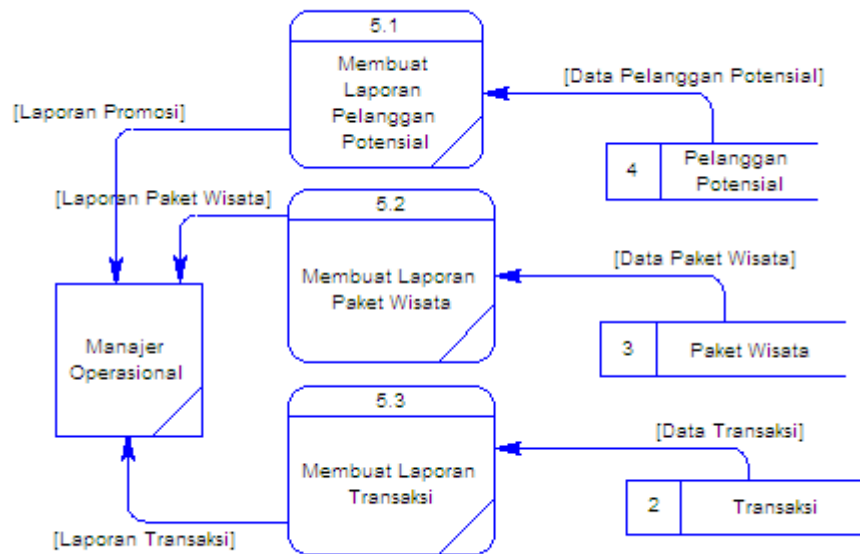 5.1
Membuat
Laporan
Pelanggan
Potensial
[Data Pelanggan Potensial]
[Laporan Promosi]
4
Pelanggan
Potensial
[Laporan Paket Wisata]
5.2
Membuat Laporan
Paket Wisata
[Data Paket Wisata]
3
Paket Wisata
Manajer
Operasional
5.3
Membuat Laporan
Transaksi
[Data Transaksi]
2
Transaksi
[Laporan Transaksi]